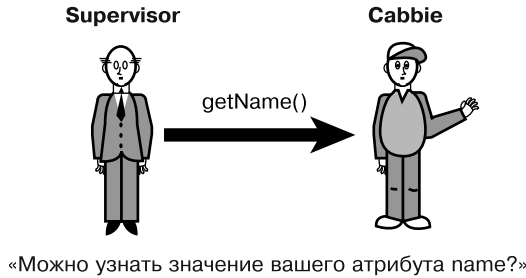 Supervisor
Cabbie
getName()
«Можно узнать значение вашего атрибута name?»